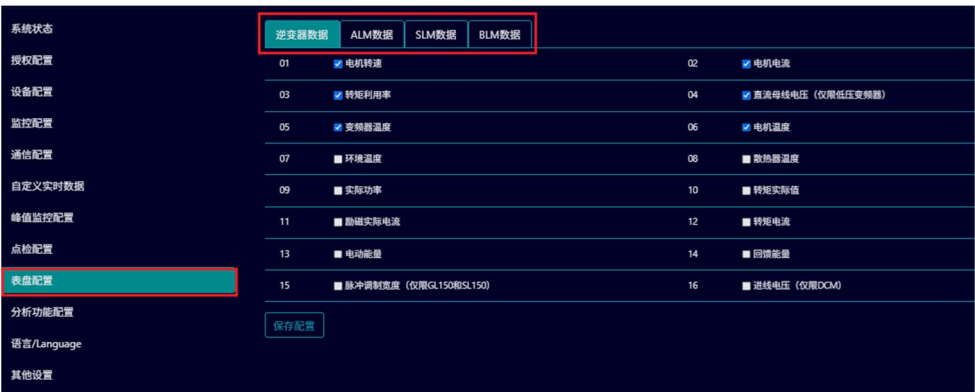 系统状态
授权配置
设备配置
监控配置
通信配置
自定义实时数据
峰值监控配置
点检配置
表盘配置
分析功能配置
语言/Language
其他设置
逆变器数据 ALM数据 SLM数据 BLM数据
01 电机转速 02 电机电流
03 转矩利用率 04 直流母线电压（仅限低压变频器）
05 变频器温度 06 电机温度
07 环境温度 08 散热器温度
09 实际功率 10 转矩实际值
11 励磁实际电流 12 转矩电流
13 电动能量 14 回馈能量
15 脉冲调制宽度（仅限GL150和SL150） 16 进线电压（仅限DCM）
保存配置